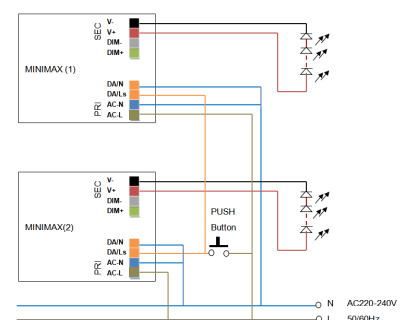 SEC
V-
V+
DIM-
DIM+
MINIMAX (1)
PRI
DA/N
DA/Ls
AC-N
AC-L
SEC
V-
V+
DIM-
DIM+
PUSH
Button
MINIMAX(2)
PRI
DA/N
DA/Ls
AC-N
AC-L
N AC220-240V
L 50/60Hz